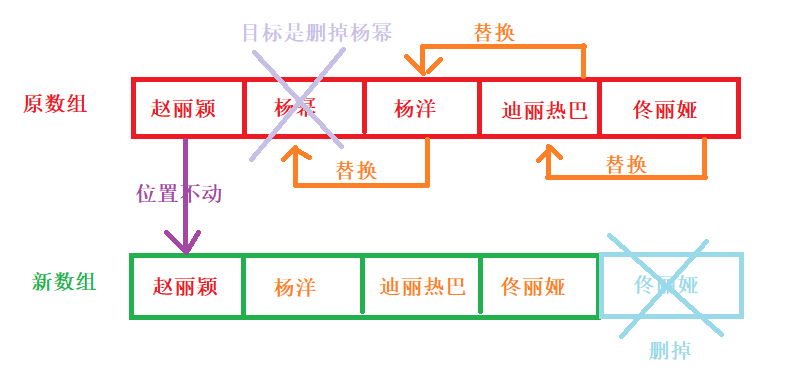 目标是删掉杨幂
替换
原数组
赵丽颖
杨幂
杨洋
迪丽热巴
佟丽娅
替换
替换
位置不动
新数组
赵丽颖
杨洋
迪丽热巴
佟丽娅
佟丽娅
删掉